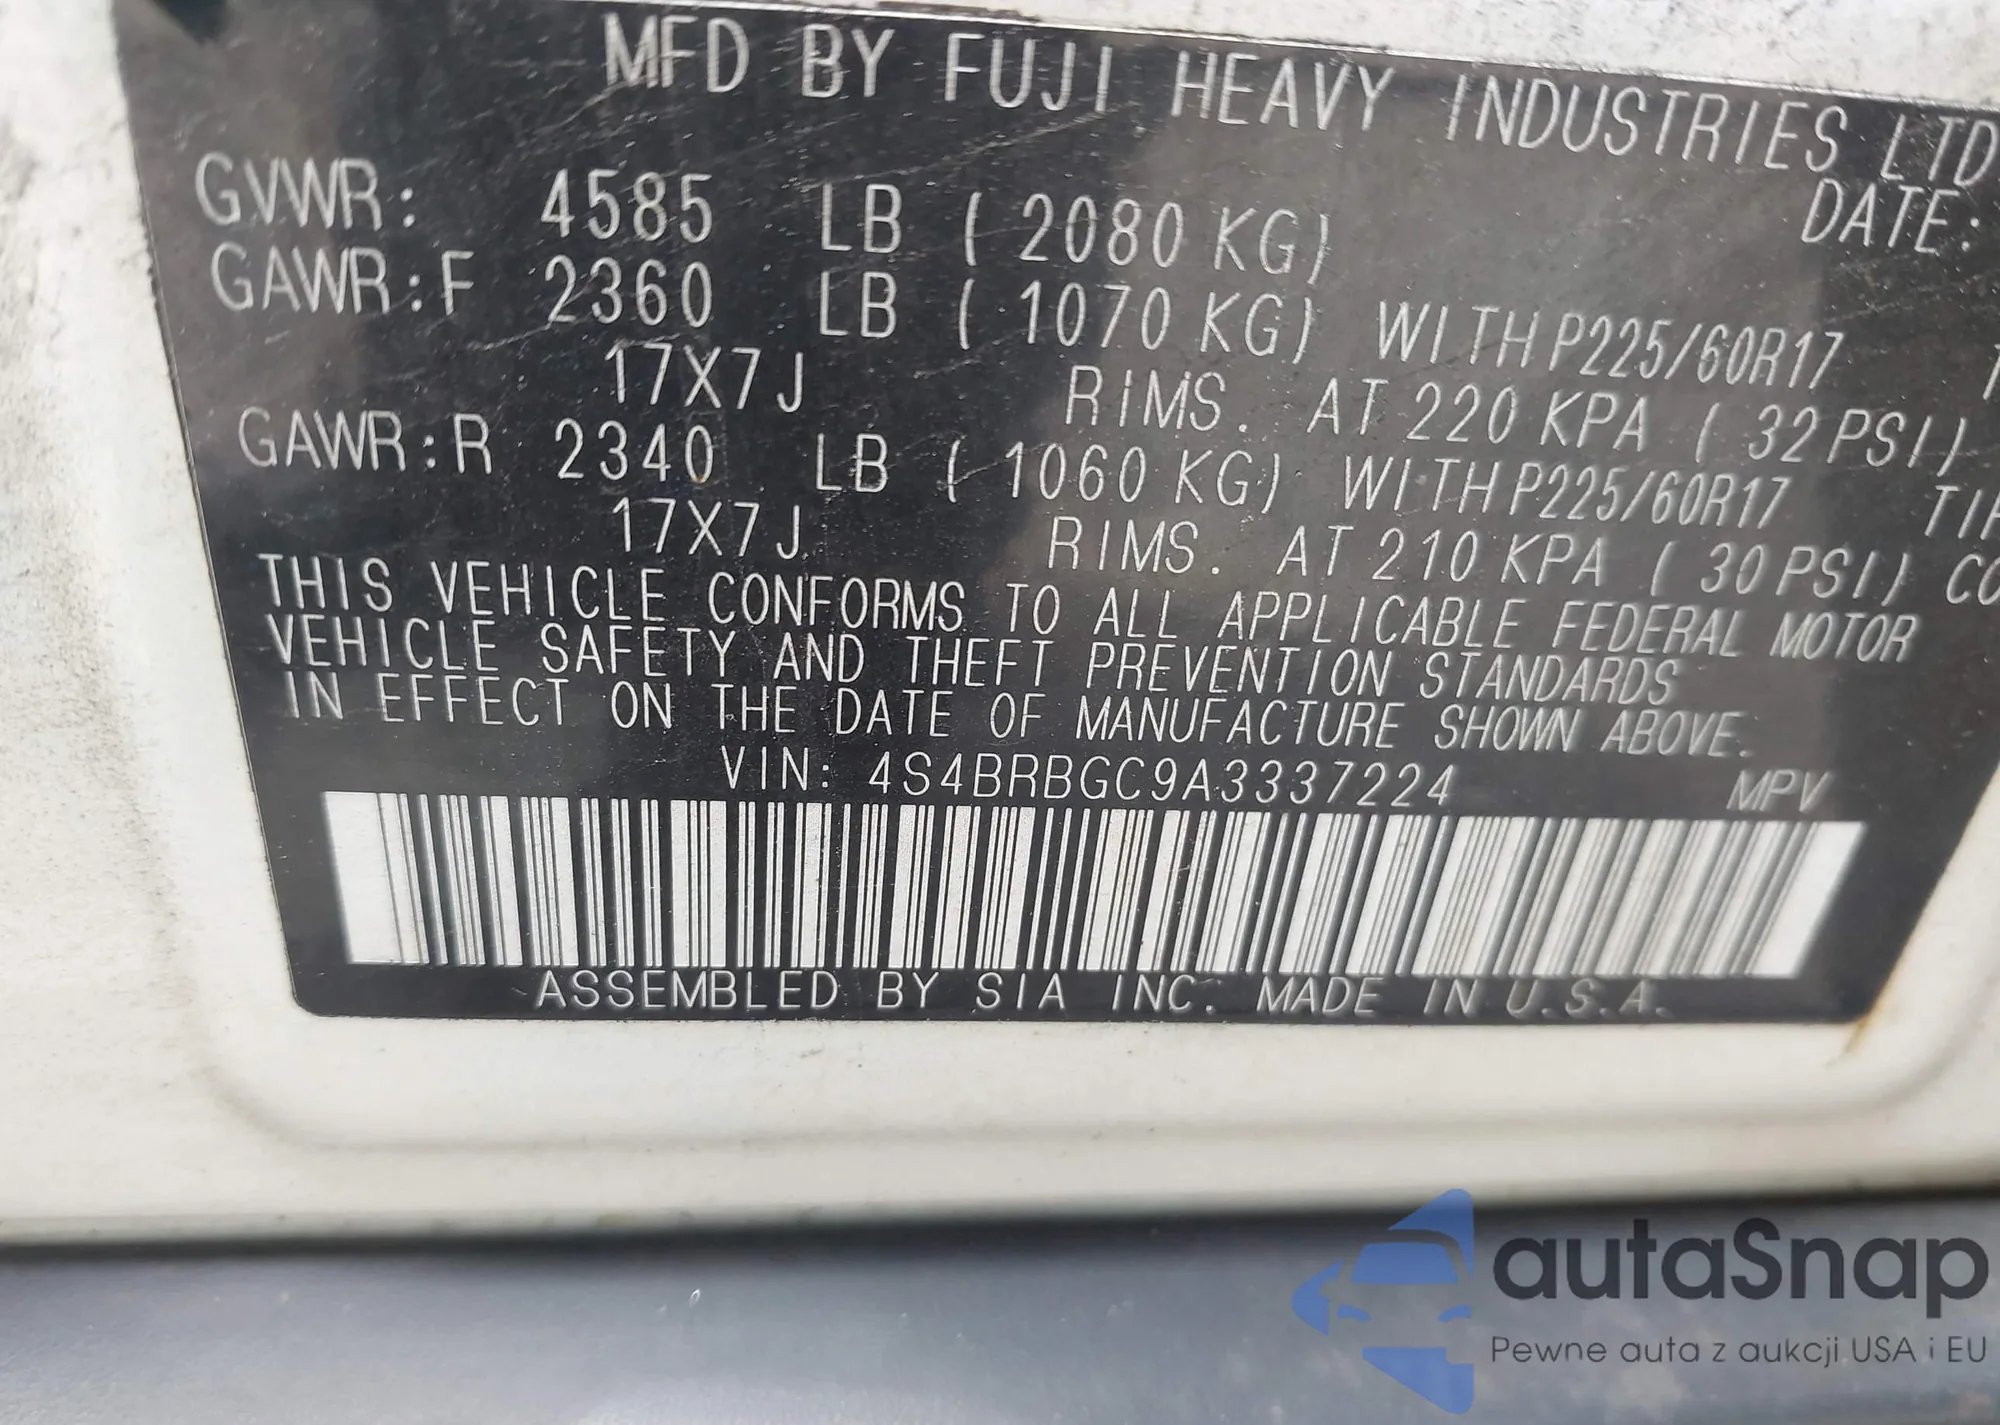 MFD BY FUJI HEAVY INDUSTRIES LTD
DATE:
GVWR: 4585 LB ( 2080 KG)
GAWR:F 2360 LB ( 1070 KG) WITH P225/60R17
17X7J RIMS. AT 220 KPA ( 32 PSI)
GAWR:R 2340 LB ( 1060 KG) WITH P225/60R17
17X7J RIMS. AT 210 KPA ( 30 PSI)
THIS VEHICLE CONFORMS TO ALL APPLICABLE FEDERAL MOTOR
VEHICLE SAFETY AND THEFT PREVENTION STANDARDS
IN EFFECT ON THE DATE OF MANUFACTURE SHOWN ABOVE.
VIN: 4S4BRBGC9A3337224 MPV
ASSEMBLED BY SIA INC. MADE IN U.S.A.
autaSnap
Pewne auta z aukcji USA i EU